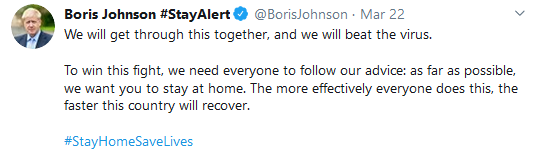 Boris Johnson #StayAlert @BorisJohnson · Mar 22
We will get through this together, and we will beat the virus.
To win this fight, we need everyone to follow our advice: as far as possible,
we want you to stay at home. The more effectively everyone does this, the
faster this country will recover.
#StayHomeSaveLives